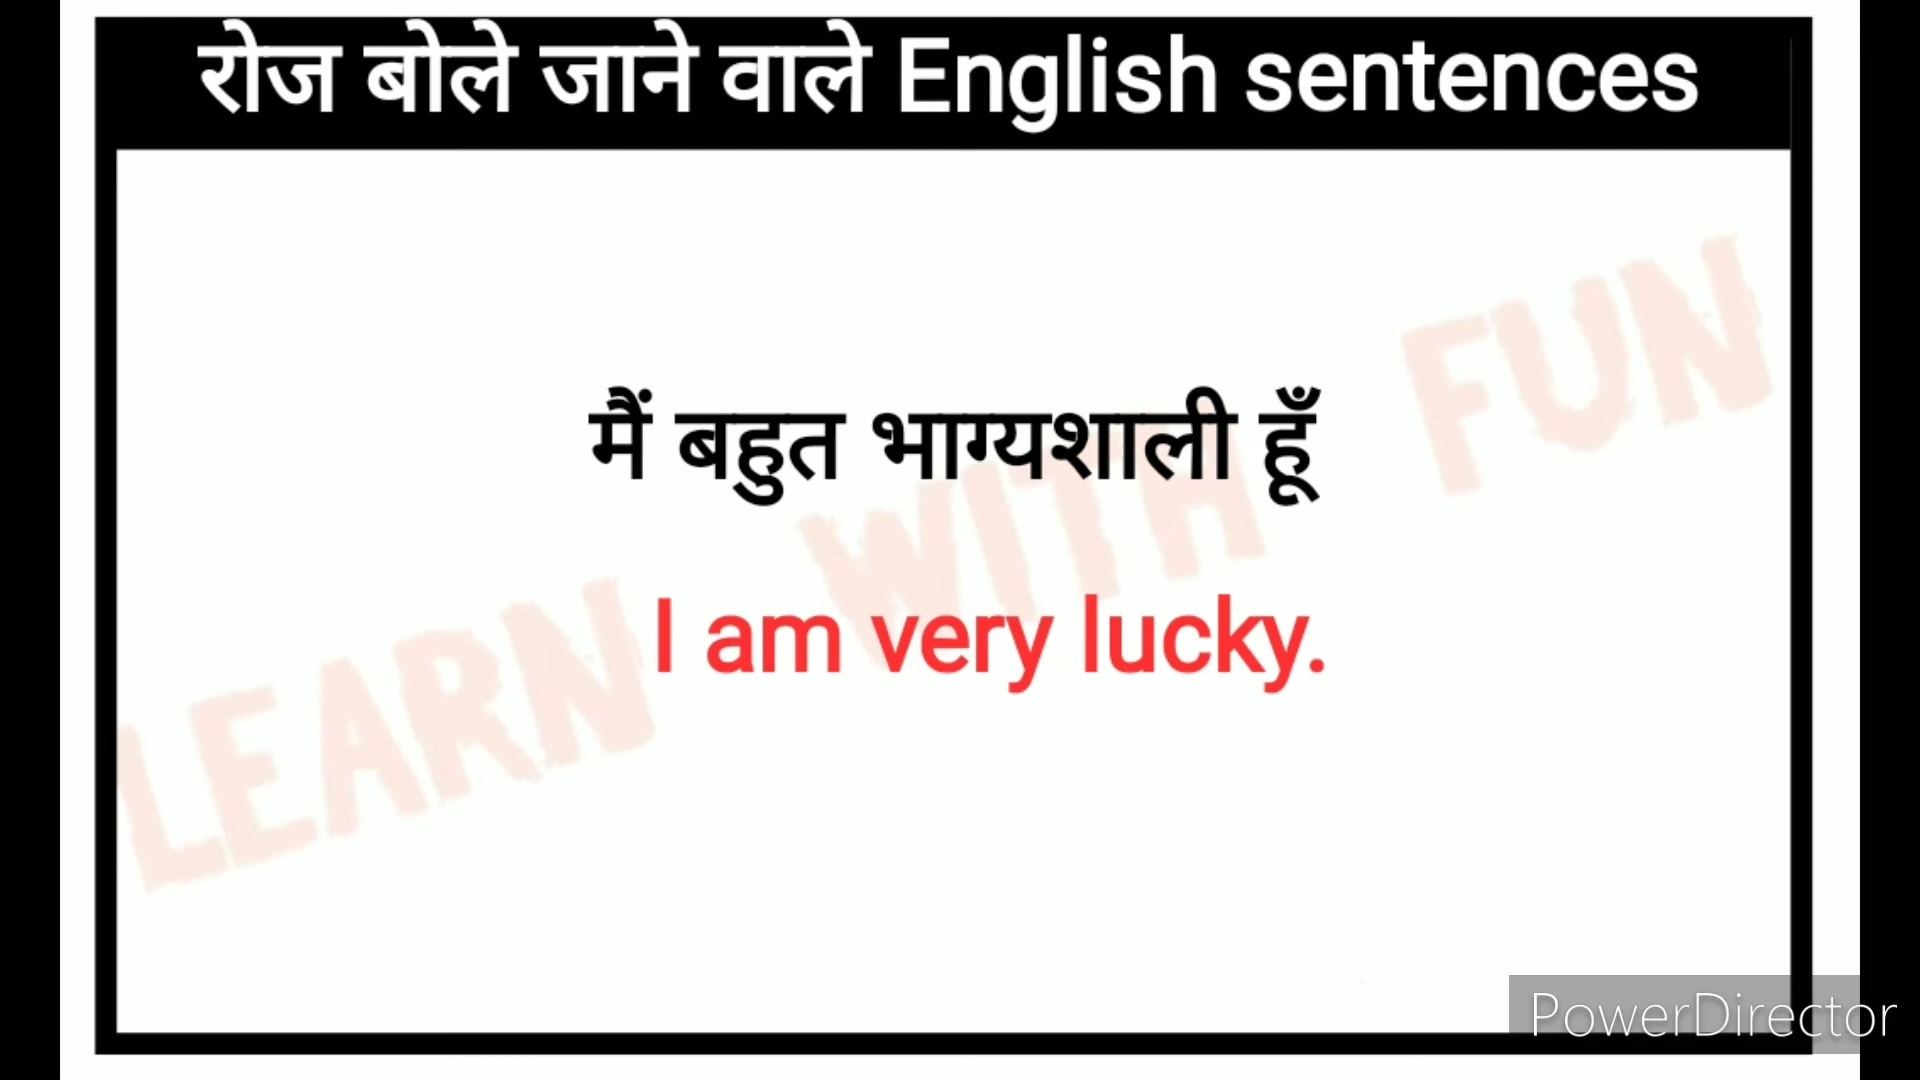 रोज बोले जाने वाले English sentences
मैं बहुत भाग्यशाली हूँ
I am very lucky.
LEARN WITH FUN
PowerDirector